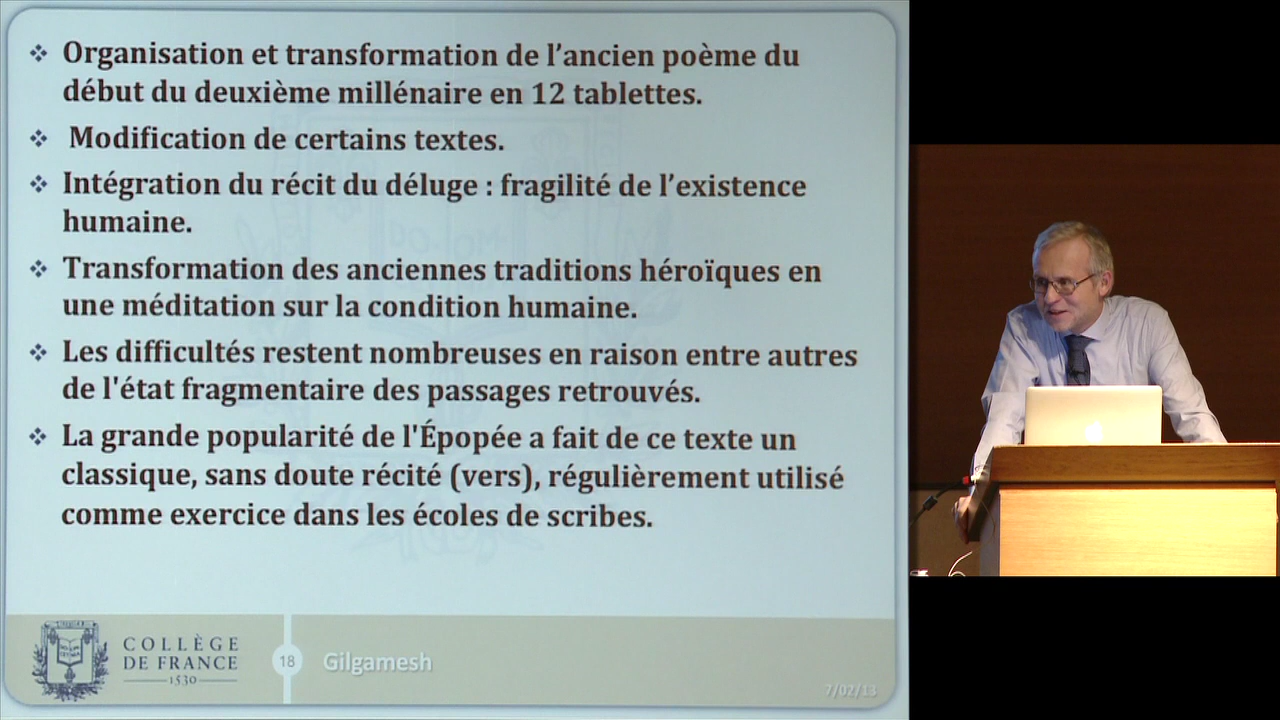 Organisation et transformation de l’ancien poème du
début du deuxième millénaire en 12 tablettes.
Modification de certains textes.
Intégration du récit du déluge : fragilité de l’existence
humaine.
Transformation des anciennes traditions héroïques en
une méditation sur la condition humaine.
Les difficultés restent nombreuses en raison entre autres
de l'état fragmentaire des passages retrouvés.
La grande popularité de l'Épopée a fait de ce texte un
classique, sans doute récité (vers), régulièrement utilisé
comme exercice dans les écoles de scribes.
COLLÈGE
DE FRANCE
1530
18
Gilgamesh
7/02/13